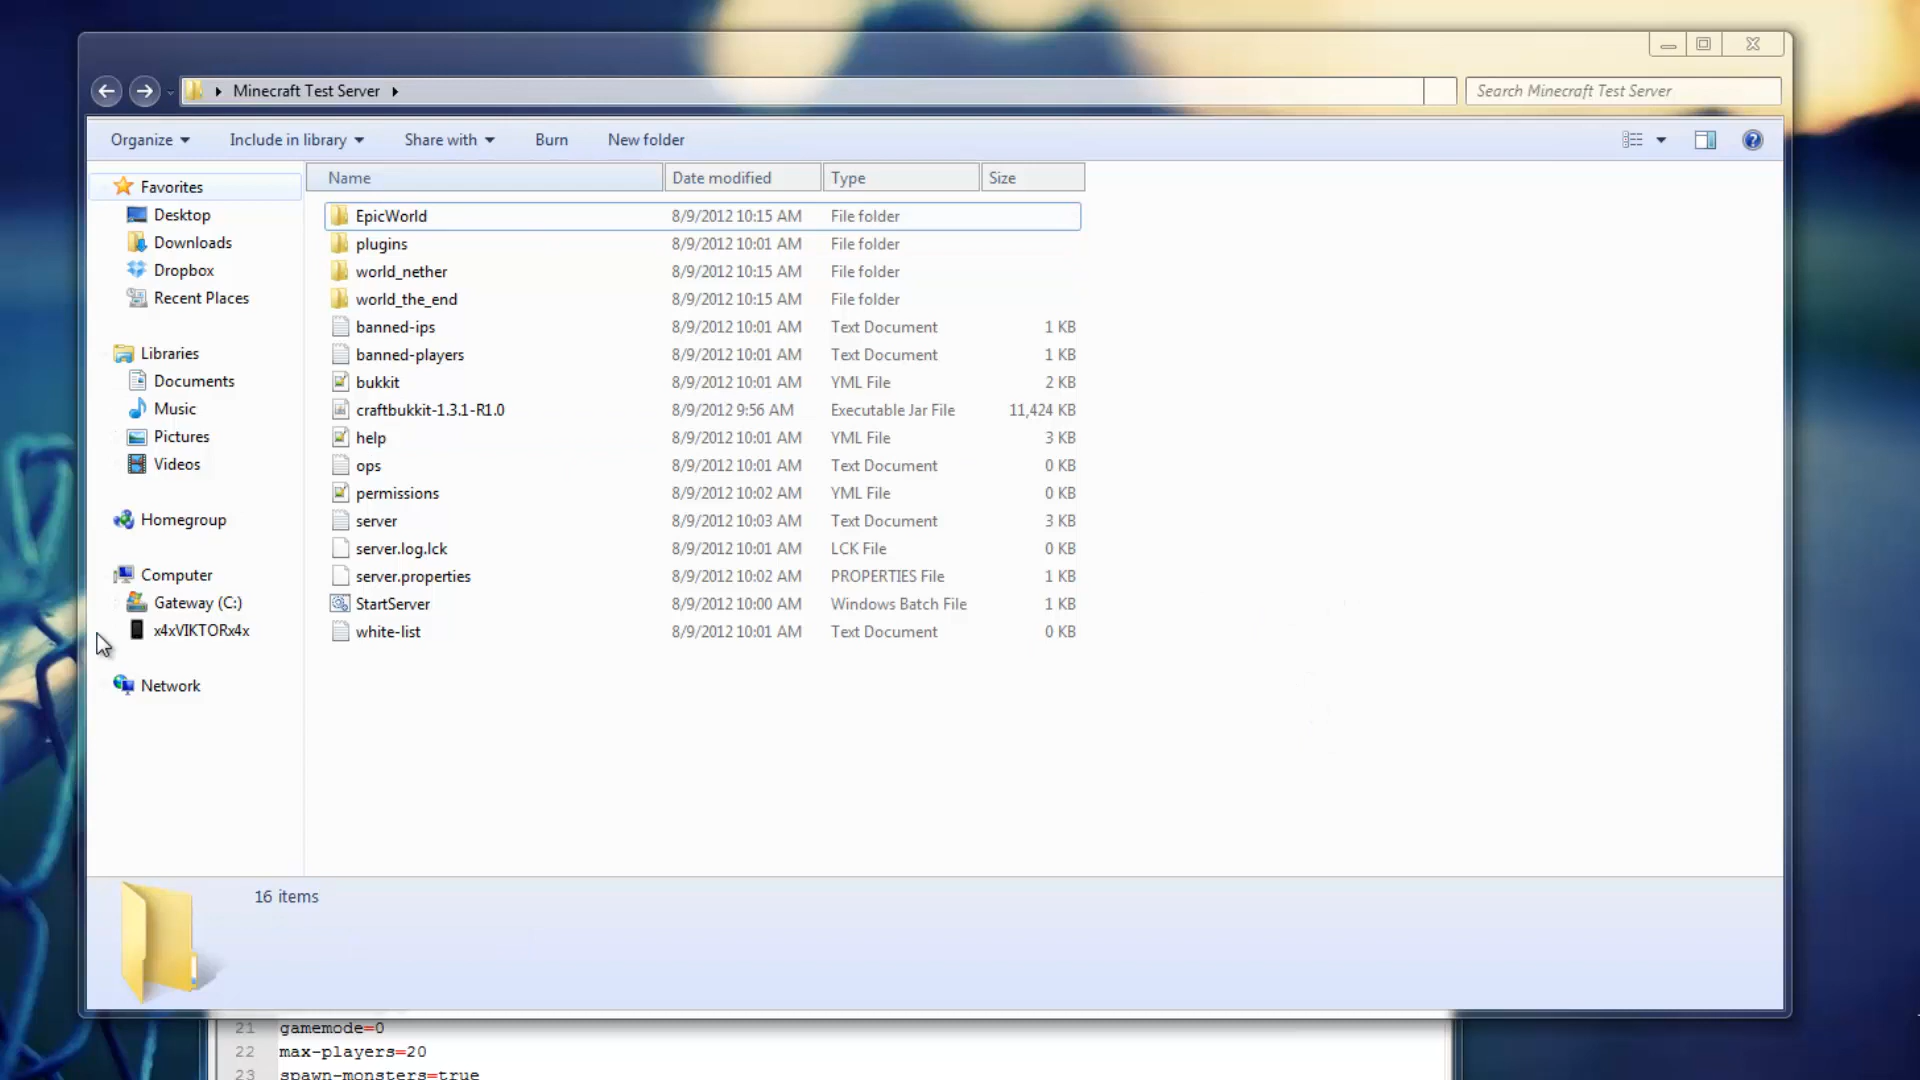 Minecraft Test Server
Search Minecraft Test Server
Organize Include in library Share with Burn New folder
Name Date modified Type Size
Favorites
Desktop
Downloads
Dropbox
Recent Places
Libraries
Documents
Music
Pictures
Videos
Homegroup
Computer
Gateway (C:)
x4xVIKTORx4x
Network
EpicWorld 8/9/2012 10:15 AM File folder
plugins 8/9/2012 10:01 AM File folder
world_nether 8/9/2012 10:15 AM File folder
world_the_end 8/9/2012 10:15 AM File folder
banned-ips 8/9/2012 10:01 AM Text Document 1 KB
banned-players 8/9/2012 10:01 AM Text Document 1 KB
bukkit 8/9/2012 10:01 AM YML File 2 KB
craftbukkit-1.3.1-R1.0 8/9/2012 9:56 AM Executable Jar File 11,424 KB
help 8/9/2012 10:01 AM YML File 3 KB
ops 8/9/2012 10:01 AM Text Document 0 KB
permissions 8/9/2012 10:02 AM YML File 0 KB
server 8/9/2012 10:03 AM Text Document 3 KB
server.log.lck 8/9/2012 10:01 AM LCK File 0 KB
server.properties 8/9/2012 10:02 AM PROPERTIES File 1 KB
StartServer 8/9/2012 10:00 AM Windows Batch File 1 KB
white-list 8/9/2012 10:01 AM Text Document 0 KB
16 items
21 gamemode=0
22 max-players=20
23 spawn-monsters=true